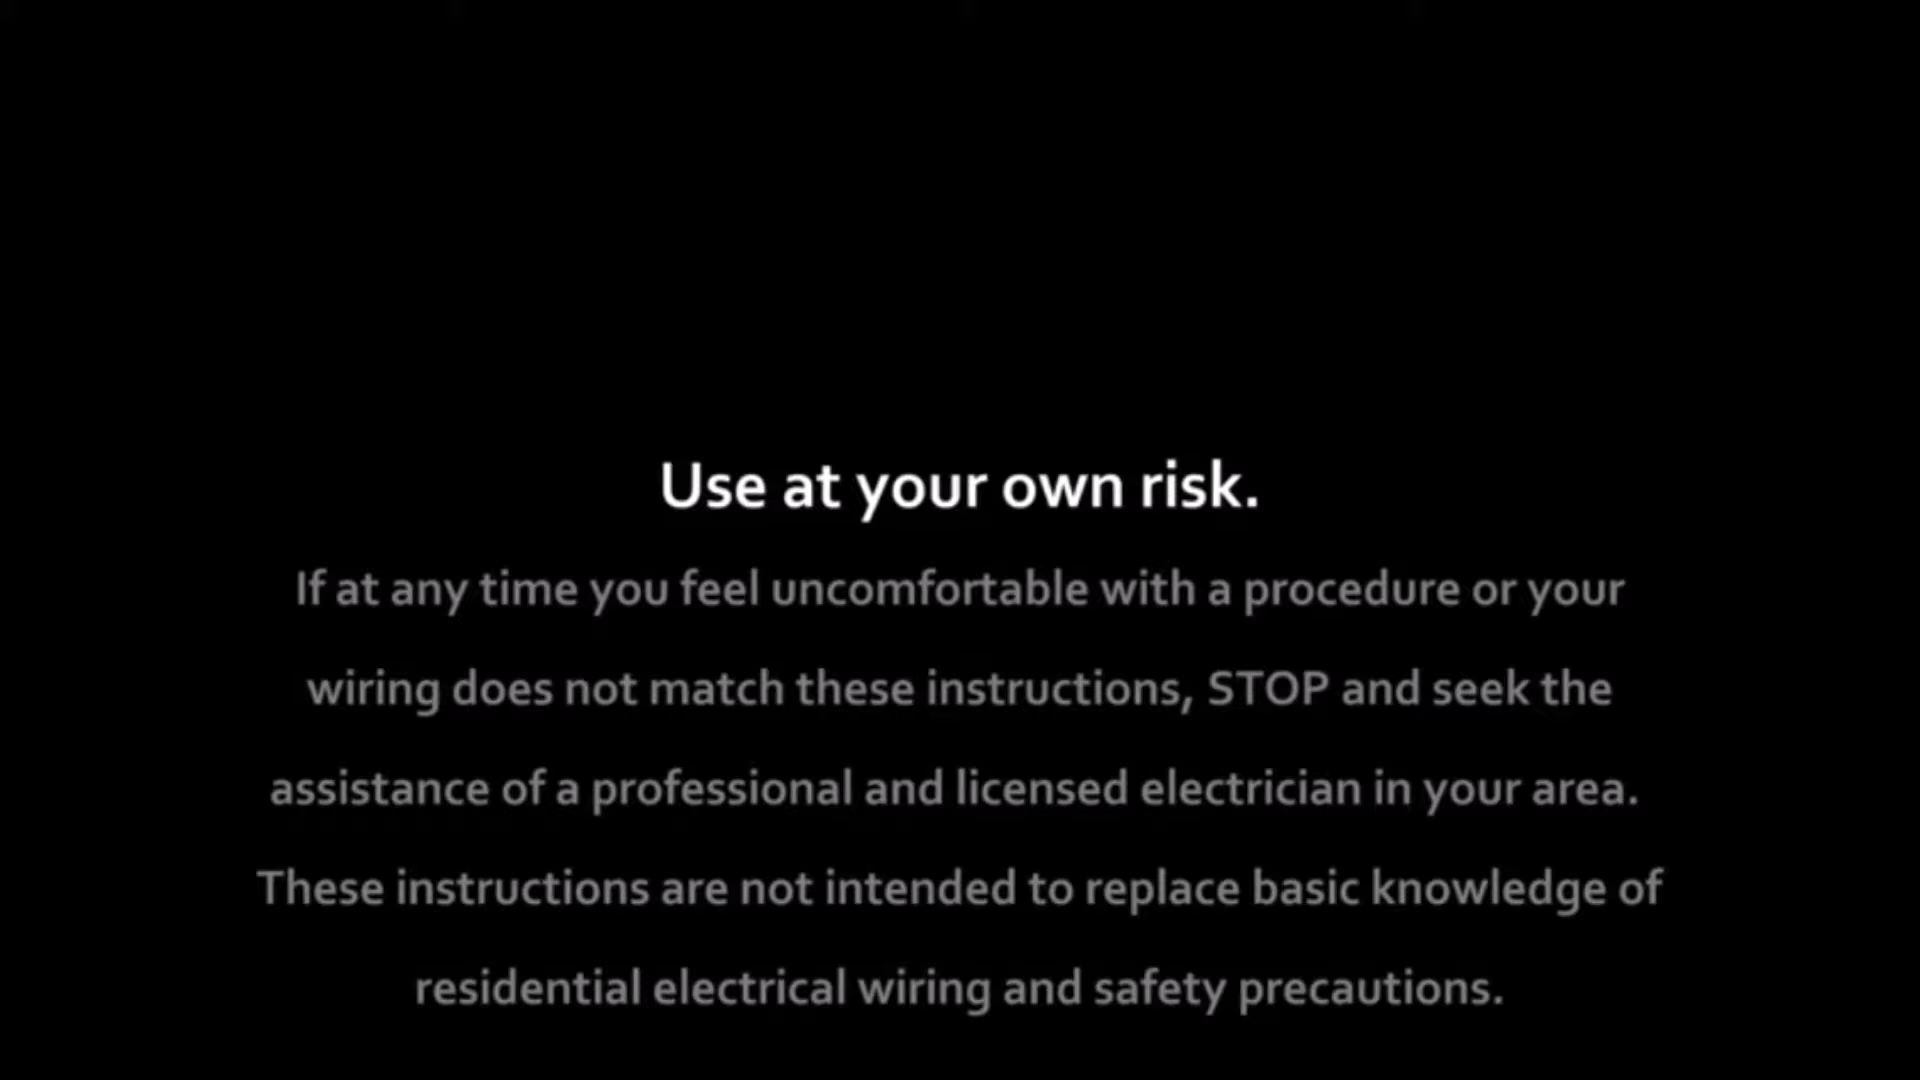 Use at your own risk.
If at any time you feel uncomfortable with a procedure or your
wiring does not match these instructions, STOP and seek the
assistance of a professional and licensed electrician in your area.
These instructions are not intended to replace basic knowledge of
residential electrical wiring and safety precautions.